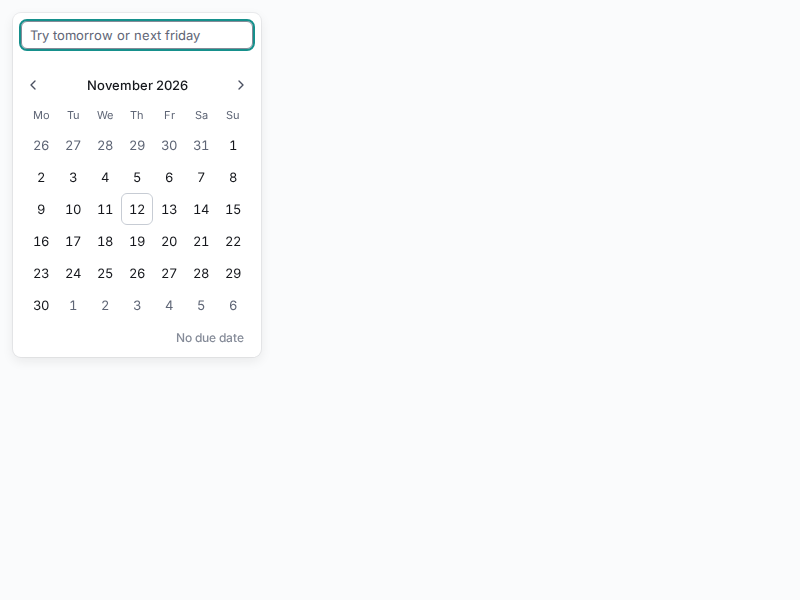 Try tomorrow or next friday
November 2026
Mo Tu We Th Fr Sa Su
26 27 28 29 30 31 1
2 3 4 5 6 7 8
9 10 11 12 13 14 15
16 17 18 19 20 21 22
23 24 25 26 27 28 29
30 1 2 3 4 5 6
No due date